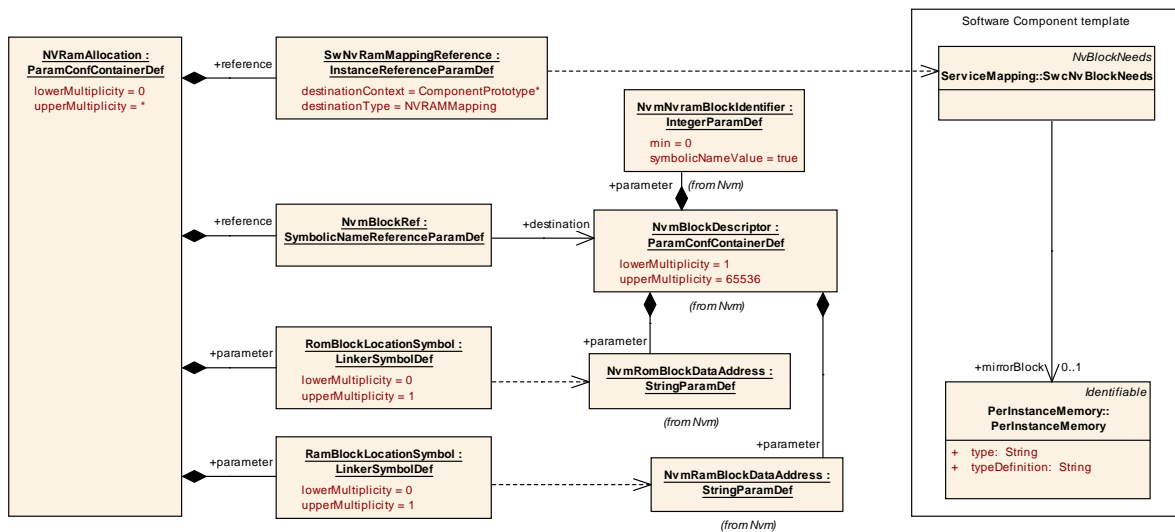 NVRamAllocation :
ParamConfContainerDef
lowerMultiplicity = 0
upperMultiplicity = *
+reference
SwNvRamMappingReference :
InstanceReferenceParamDef
destinationContext = ComponentPrototype*
destinationType = NVRAMMapping
Software Component template
NvBlockNeeds
ServiceMapping::SwcNvBlockNeeds
NvmNvramBlockIdentifier :
IntegerParamDef
min = 0
symbolicNameValue = true
(from Nvm)
+parameter
+reference
NvmBlockRef :
SymbolicNameReferenceParamDef
+destination
NvmBlockDescriptor :
ParamConfContainerDef
lowerMultiplicity = 1
upperMultiplicity = 65536
(from Nvm)
+parameter
RomBlockLocationSymbol :
LinkerSymbolDef
lowerMultiplicity = 0
upperMultiplicity = 1
+parameter
NvmRomBlockDataAddress :
StringParamDef
(from Nvm)
+parameter
RamBlockLocationSymbol :
LinkerSymbolDef
lowerMultiplicity = 0
upperMultiplicity = 1
+parameter
NvmRamBlockDataAddress :
StringParamDef
(from Nvm)
+mirrorBlock
0..1
Identifiable
PerInstanceMemory::
PerInstanceMemory
+ type: String
+ typeDefinition: String